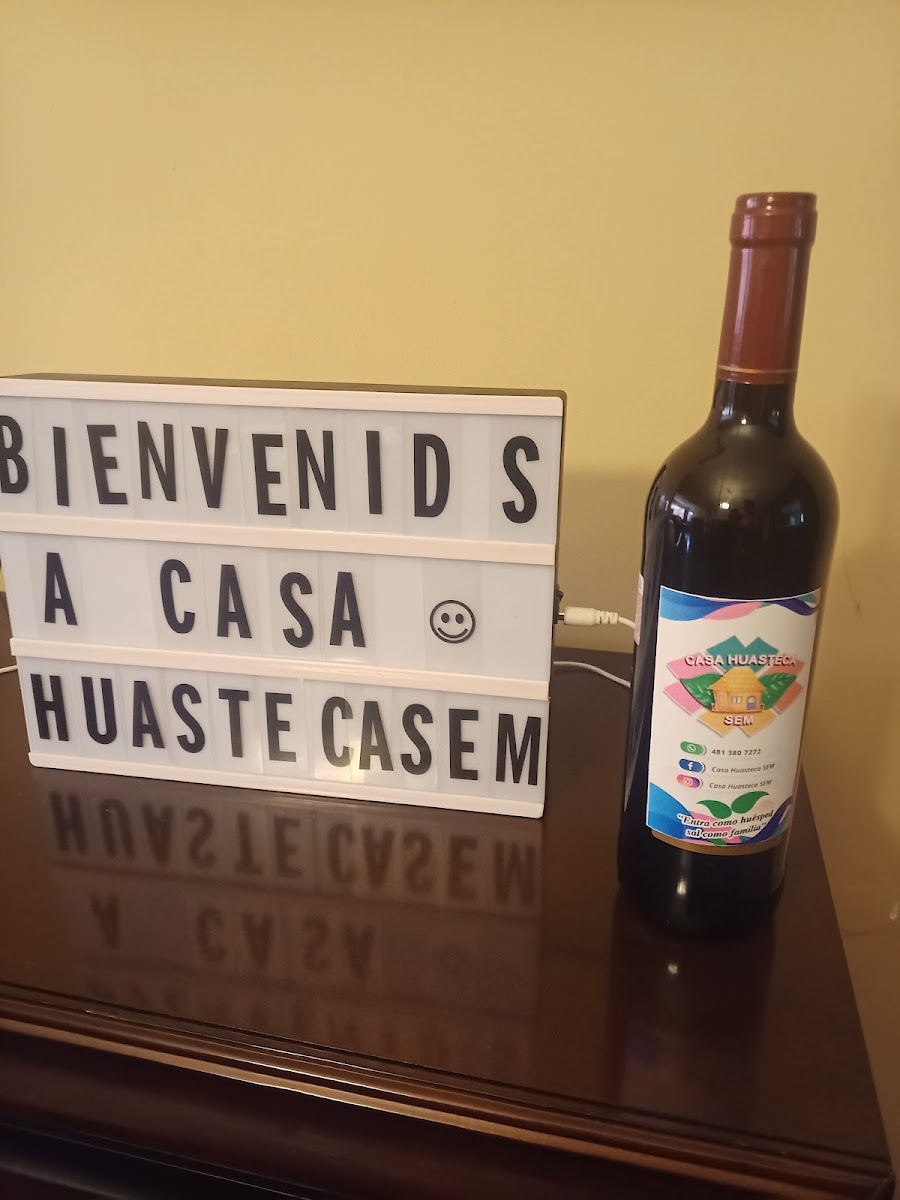 BIENVENID S
A CASA ☺
HUASTECASEM
CASA HUASTECA
SEM
481 380 7272
Casa Huasteca SEM
Casa Huasteca SEM
"Entra como huésped
sal como familia"